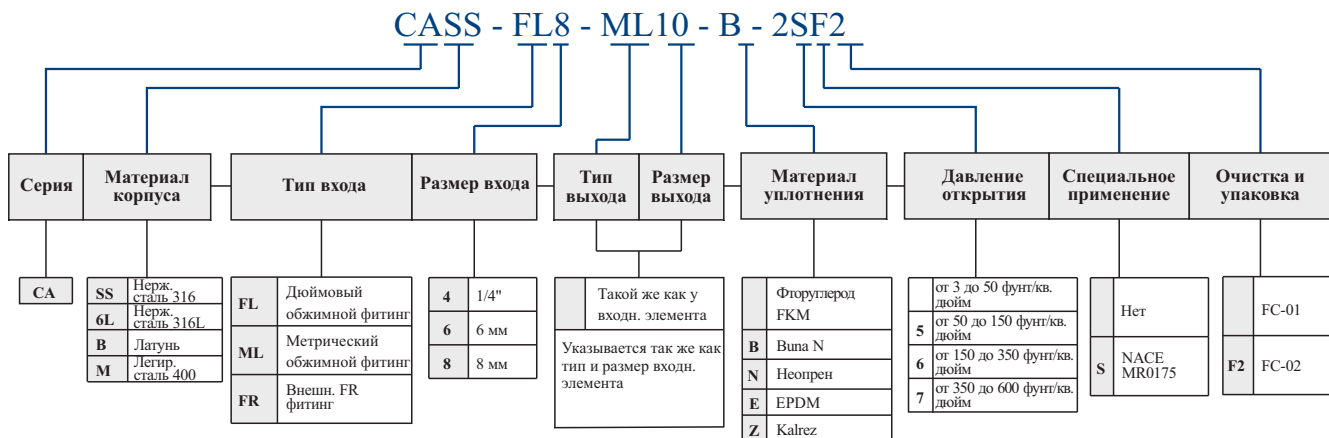 CASS - FL8 - ML10 - B - 2SF2
Серия
Материал
корпуса
Тип входа
Размер входа
Тип
выхода
Размер
выхода
Материал
уплотнения
Давление
открытия
Специальное
применение
Очистка и
упаковка
CA
SS Нерж.
сталь 316
6L Нерж.
сталь 316L
B Латунь
M Легир.
сталь 400
FL Дюймовый
обжимной фитинг
ML Метрический
обжимной фитинг
FR Внешн. FR
фитинг
4 1/4"
6 6 мм
8 8 мм
Такой же как у
входн. элемента
Указывается так же как
тип и размер входн.
элемента
Фторуглерод
FKM
B Buna N
N Неопрен
E EPDM
Z Kalrez
от 3 до 50 фунт/кв.
дюйм
5 от 50 до 150 фунт/кв.
дюйм
6 от 150 до 350 фунт/кв.
дюйм
7 от 350 до 600 фунт/кв.
дюйм
Нет
S NACE
MR0175
FC-01
F2 FC-02